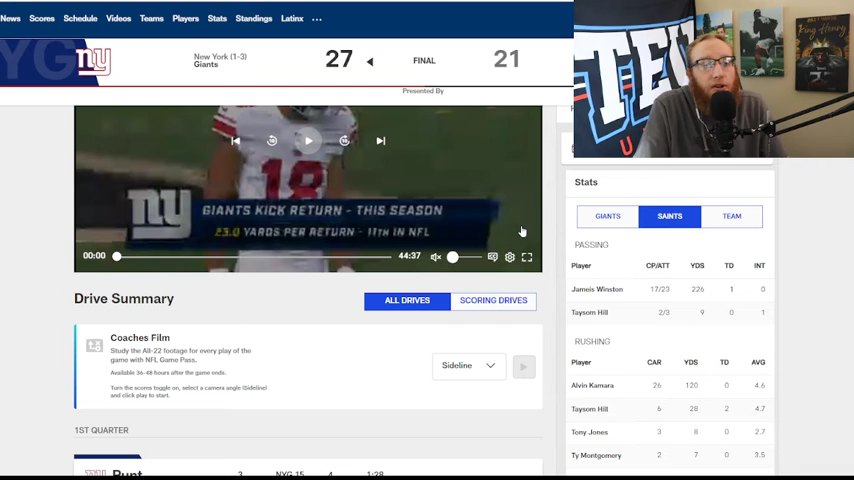 News Scores Schedule Videos Teams Players Stats Standings Latinx ...
NYG ny
New York (1-3)
Giants
27
FINAL
21
Presented By
18
ny
GIANTS KICK RETURN - THIS SEASON
23.0 YARDS PER RETURN - 11TH IN NFL
00:00
44:37
Drive Summary
ALL DRIVES
SCORING DRIVES
Coaches Film
Study the All-22 footage for every play of the
game with NFL Game Pass.
Available 36-48 hours after the game ends.
Turn the scores toggle on, select a camera angle (Sideline)
and click play to start.
Sideline
1ST QUARTER
Punt 3 NYG 15 4 1:28
Stats
GIANTS SAINTS TEAM
PASSING
Player CP/ATT YDS TD INT
Jameis Winston 17/23 226 1 0
Taysom Hill 2/3 9 0 1
RUSHING
Player CAR YDS TD AVG
Alvin Kamara 26 120 0 4.6
Taysom Hill 6 28 2 4.7
Tony Jones 3 8 0 2.7
Ty Montgomery 2 7 0 3.5
King Henry